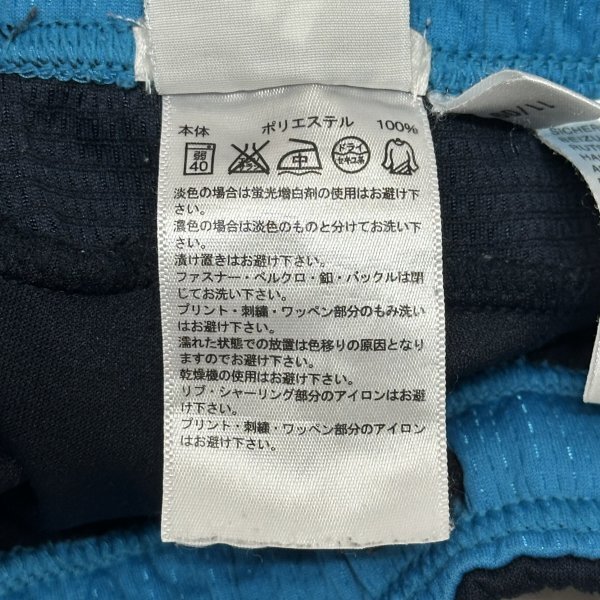 本体 ポリエステル 100%
弱 40 エンソサラシ 中 ドライ セキユ系
淡色の場合は蛍光増白剤の使用はお避け下
さい。
濃色の場合は淡色のものと分けてお洗い下
さい。
漬け置きはお避け下さい。
ファスナー・ベルクロ・釦・バックルは閉
じてお洗い下さい。
プリント・刺繍・ワッペン部分のもみ洗い
はお避け下さい。
濡れた状態での放置は色移りの原因となり
ますのでお避け下さい。
乾燥機の使用はお避け下さい。
リブ・シャーリング部分のアイロンはお避
け下さい。
プリント・刺繍・ワッペン部分のアイロン
はお避け下さい。